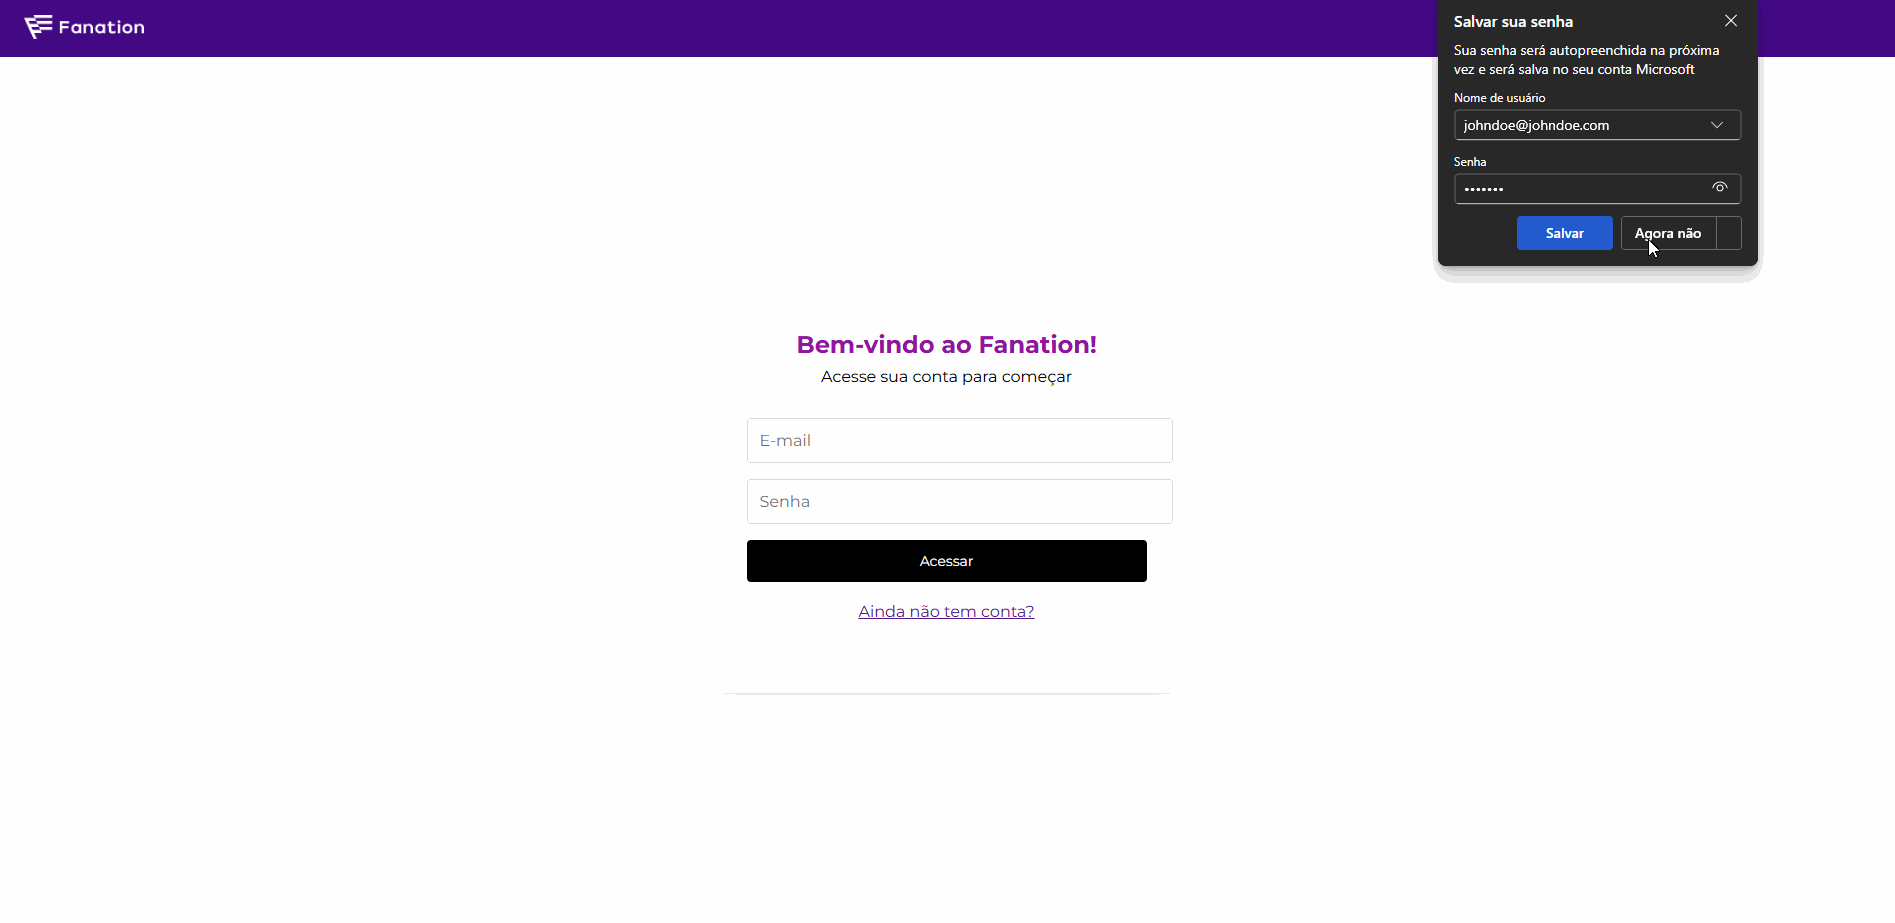 Fanation
Salvar sua senha
Sua senha será autopreenchida na próxima
vez e será salva no seu conta Microsoft
Nome de usuário
johndoe@johndoe.com
Senha
•••••••
Salvar
Agora não
Bem-vindo ao Fanation!
Acesse sua conta para começar
E-mail
Senha
Acessar
Ainda não tem conta?